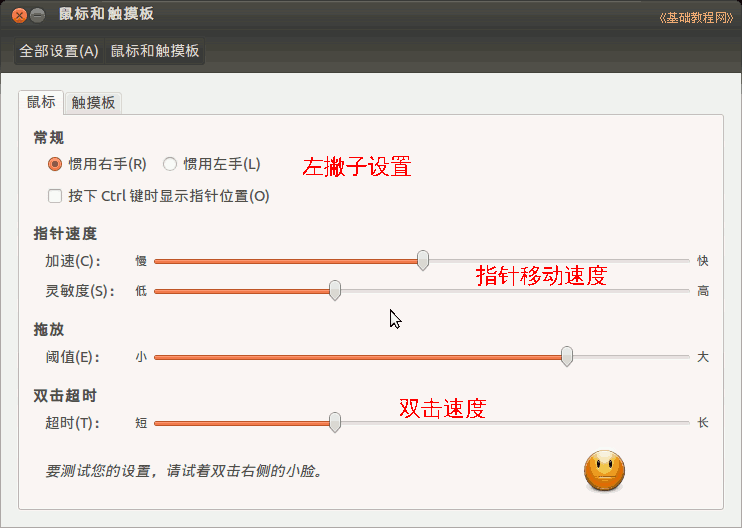 鼠标和触摸板
《基础教程网》
全部设置(A) 鼠标和触摸板
鼠标 触摸板
常规
惯用右手(R) 惯用左手(L) 左撇子设置
按下 Ctrl 键时显示指针位置(O)
指针速度
加速(C)： 慢 快
指针移动速度
灵敏度(S)： 低 高
拖放
阈值(E)： 小 大
双击超时
双击速度
超时(T)： 短 长
要测试您的设置，请试着双击右侧的小脸。